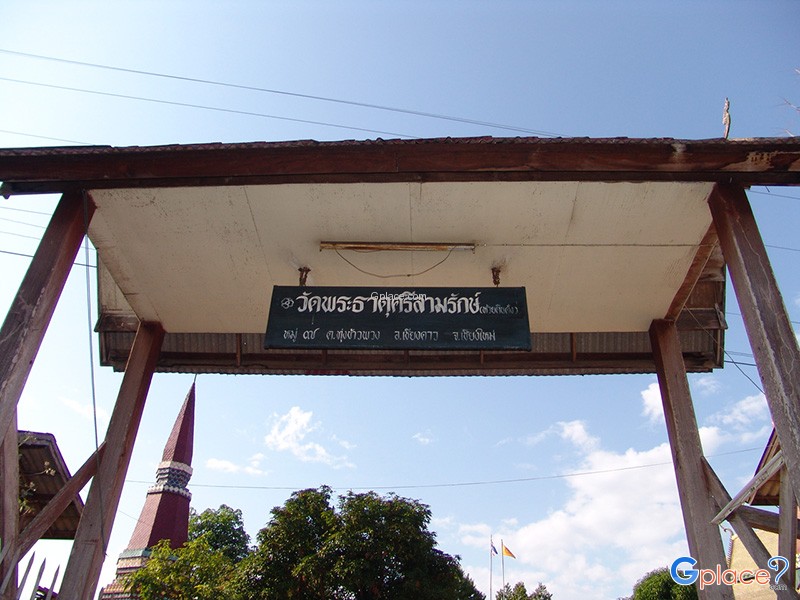 วัดพระธาตุศรีสามรักษ์
หมู่ ๓ ต.ทุ่งข้าวพวง อ.เชียงดาว จ.เชียงใหม่
Gplace.com
Gplace?
.com